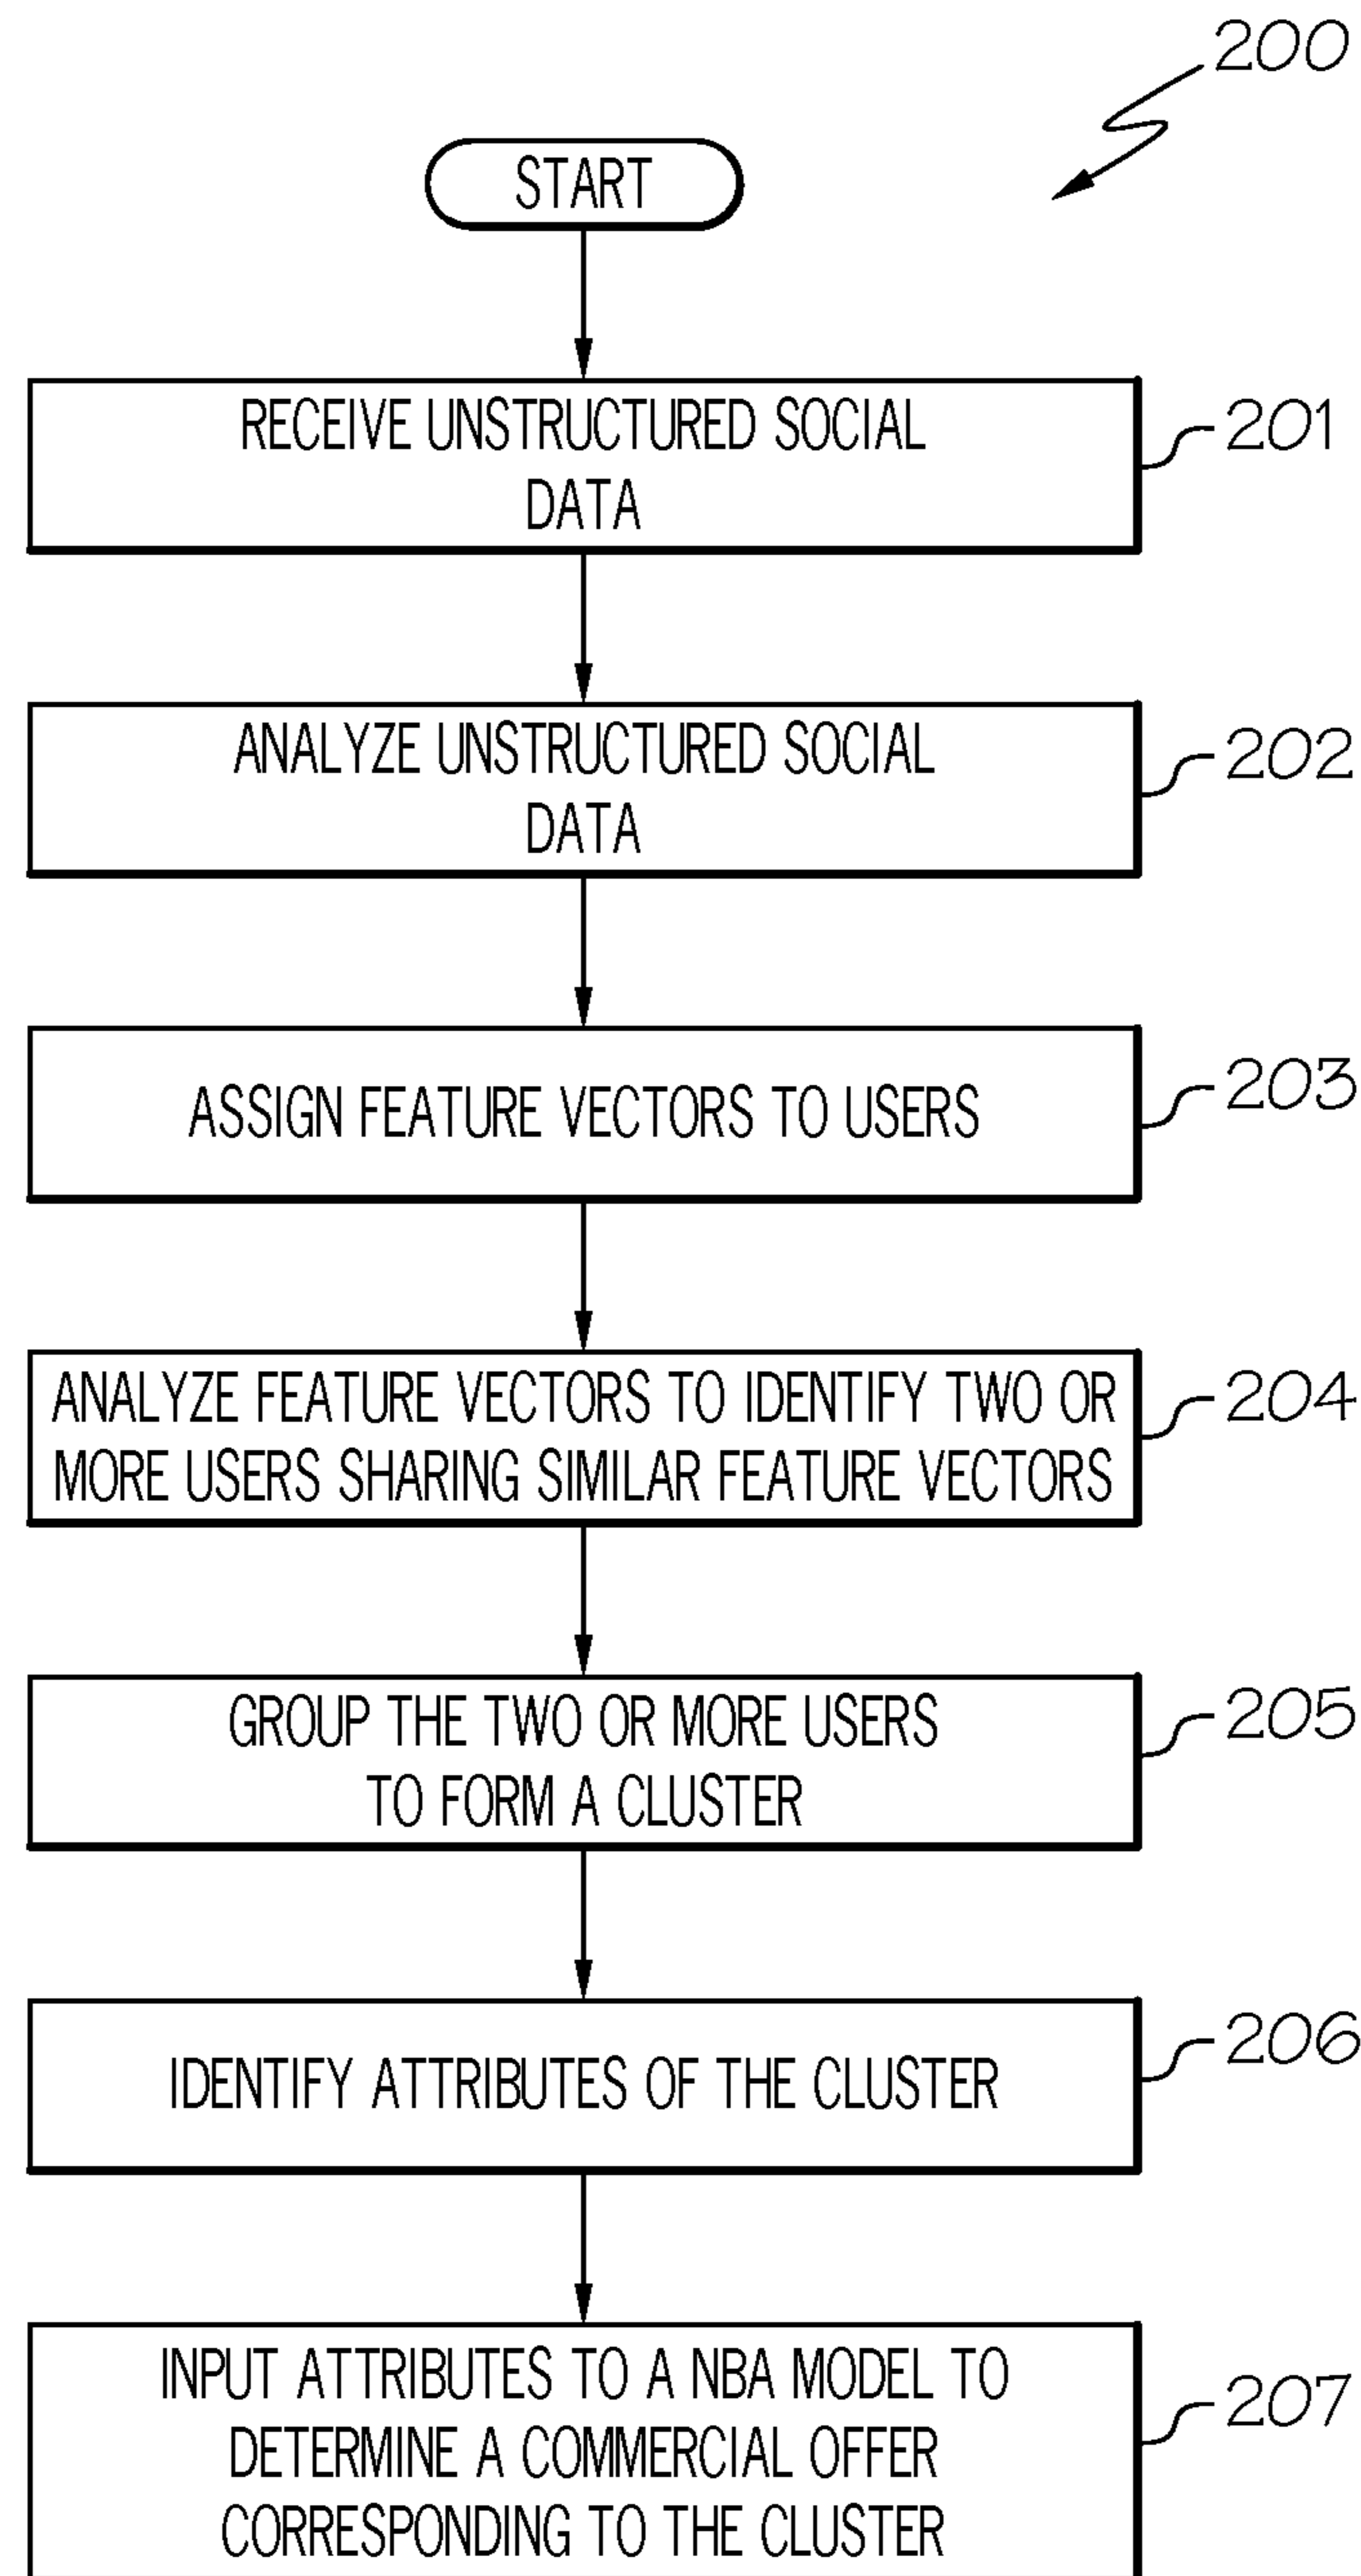 200
START
RECEIVE UNSTRUCTURED SOCIAL
DATA
201
ANALYZE UNSTRUCTURED SOCIAL
DATA
202
ASSIGN FEATURE VECTORS TO USERS
203
ANALYZE FEATURE VECTORS TO IDENTIFY TWO OR
MORE USERS SHARING SIMILAR FEATURE VECTORS
204
GROUP THE TWO OR MORE USERS
TO FORM A CLUSTER
205
IDENTIFY ATTRIBUTES OF THE CLUSTER
206
INPUT ATTRIBUTES TO A NBA MODEL TO
DETERMINE A COMMERCIAL OFFER
CORRESPONDING TO THE CLUSTER
207